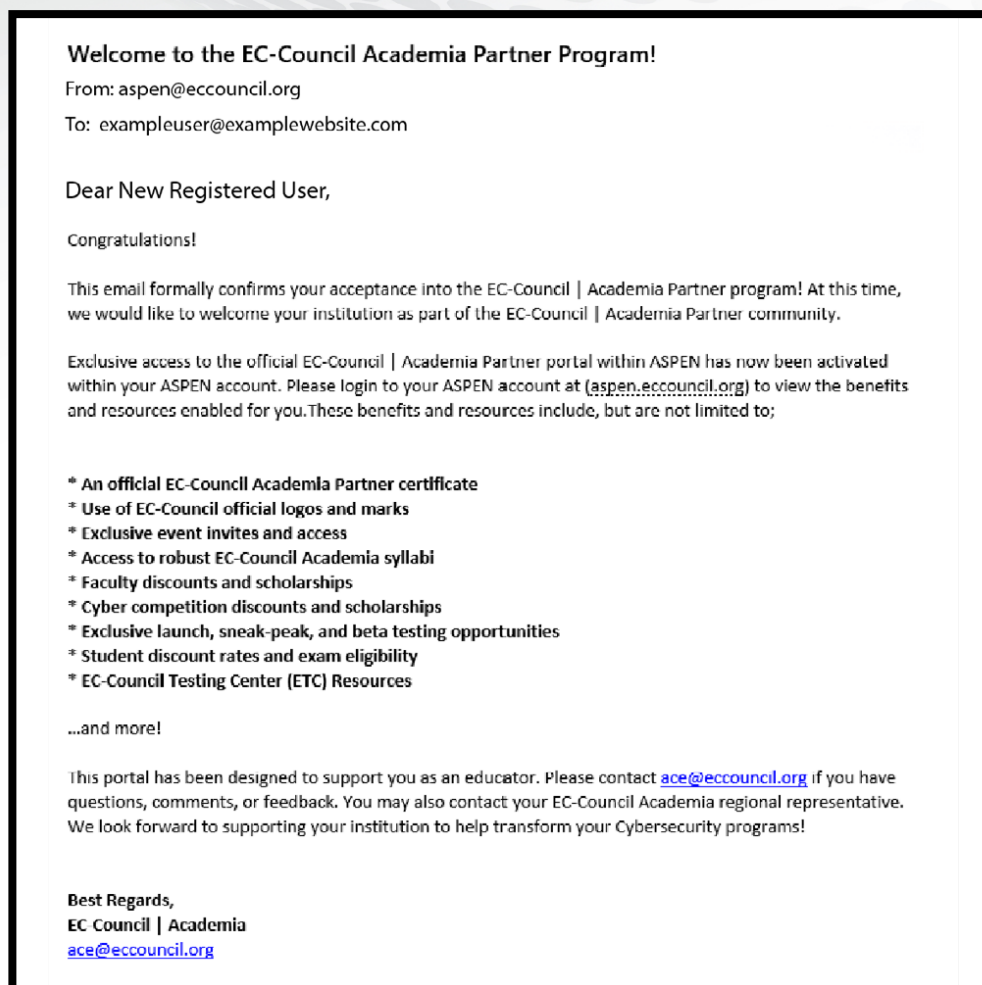 Welcome to the EC-Council Academia Partner Program!
From: aspen@eccouncil.org
To: exampleuser@examplewebsite.com
Dear New Registered User,
Congratulations!
This email formally confirms your acceptance into the EC-Council | Academia Partner program! At this time,
we would like to welcome your institution as part of the EC-Council | Academia Partner community.
Exclusive access to the official EC-Council | Academia Partner portal within ASPEN has now been activated
within your ASPEN account. Please login to your ASPEN account at (aspen.eccouncil.org) to view the benefits
and resources enabled for you.These benefits and resources include, but are not limited to;
* An official EC-Council Academia Partner certificate
* Use of EC-Council official logos and marks
* Exclusive event invites and access
* Access to robust EC-Council Academia syllabi
* Faculty discounts and scholarships
* Cyber competition discounts and scholarships
* Exclusive launch, sneak-peak, and beta testing opportunities
* Student discount rates and exam eligibility
* EC-Council Testing Center (ETC) Resources
...and more!
This portal has been designed to support you as an educator. Please contact ace@eccouncil.org if you have
questions, comments, or feedback. You may also contact your EC-Council Academia regional representative.
We look forward to supporting your institution to help transform your Cybersecurity programs!
Best Regards,
EC-Council | Academia
ace@eccouncil.org